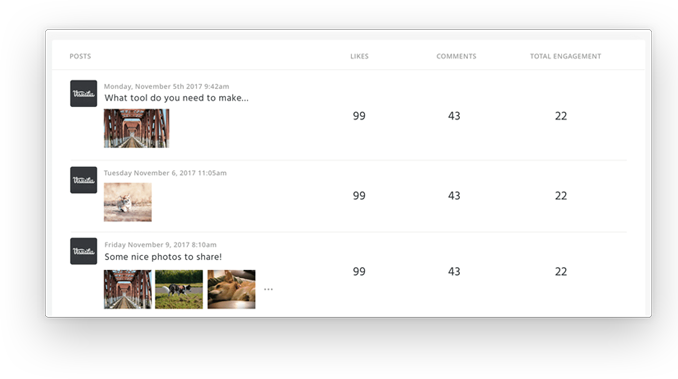 POSTS LIKES COMMENTS TOTAL ENGAGEMENT
Monday, November 5th 2017 9:42am
What tool do you need to make...
99 43 22
Tuesday November 6, 2017 11:05am
99 43 22
Friday November 9, 2017 8:10am
Some nice photos to share!
99 43 22
...